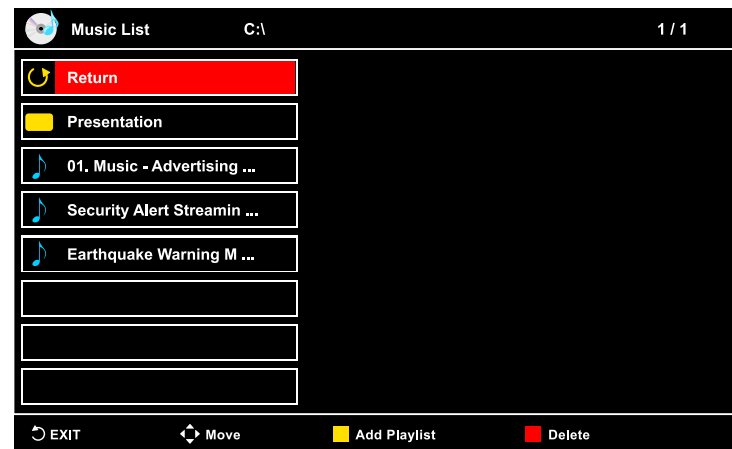 Music List C:\ 1 / 1
Return
Presentation
01. Music - Advertising ...
Security Alert Streamin ...
Earthquake Warning M ...
EXIT Move Add Playlist Delete